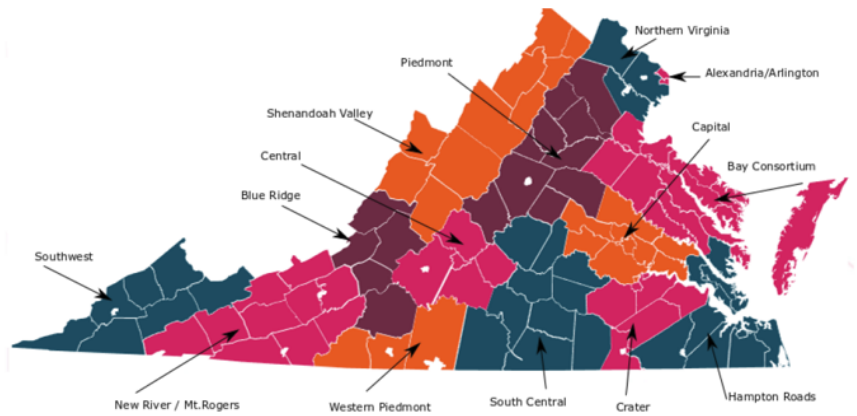 Northern Virginia
Piedmont
Alexandria/Arlington
Shenandoah Valley
Capital
Central
Bay Consortium
Blue Ridge
Southwest
New River / Mt.Rogers
Western Piedmont
South Central
Crater
Hampton Roads